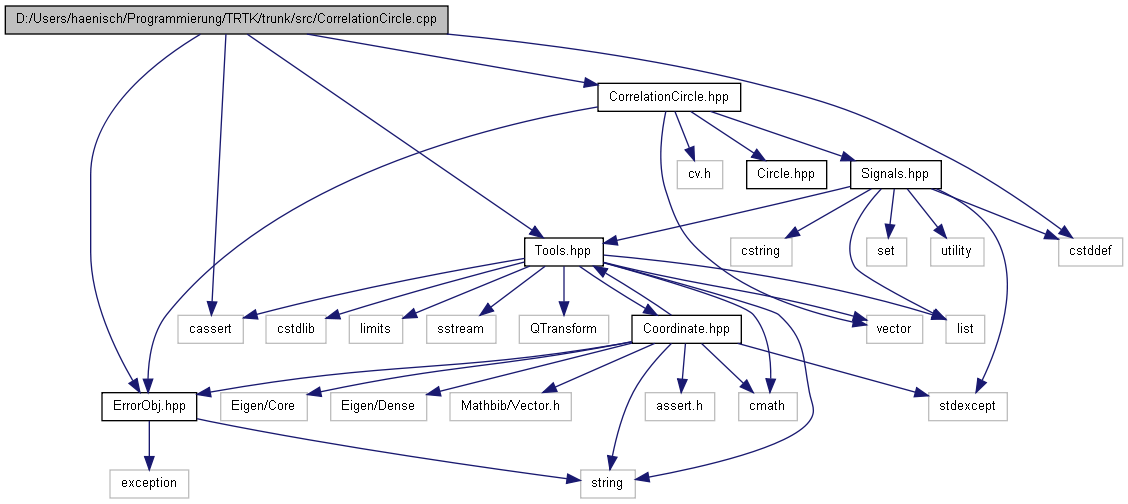 D:/Users/haenisch/Programmierung/TRTK/trunk/src/CorrelationCircle.cpp
CorrelationCircle.hpp
cv.h
Circle.hpp
Signals.hpp
Tools.hpp
cstring
set
utility
cstddef
cassert
cstdlib
limits
sstream
QTransform
Coordinate.hpp
vector
list
ErrorObj.hpp
Eigen/Core
Eigen/Dense
Mathbib/Vector.h
assert.h
cmath
stdexcept
exception
string